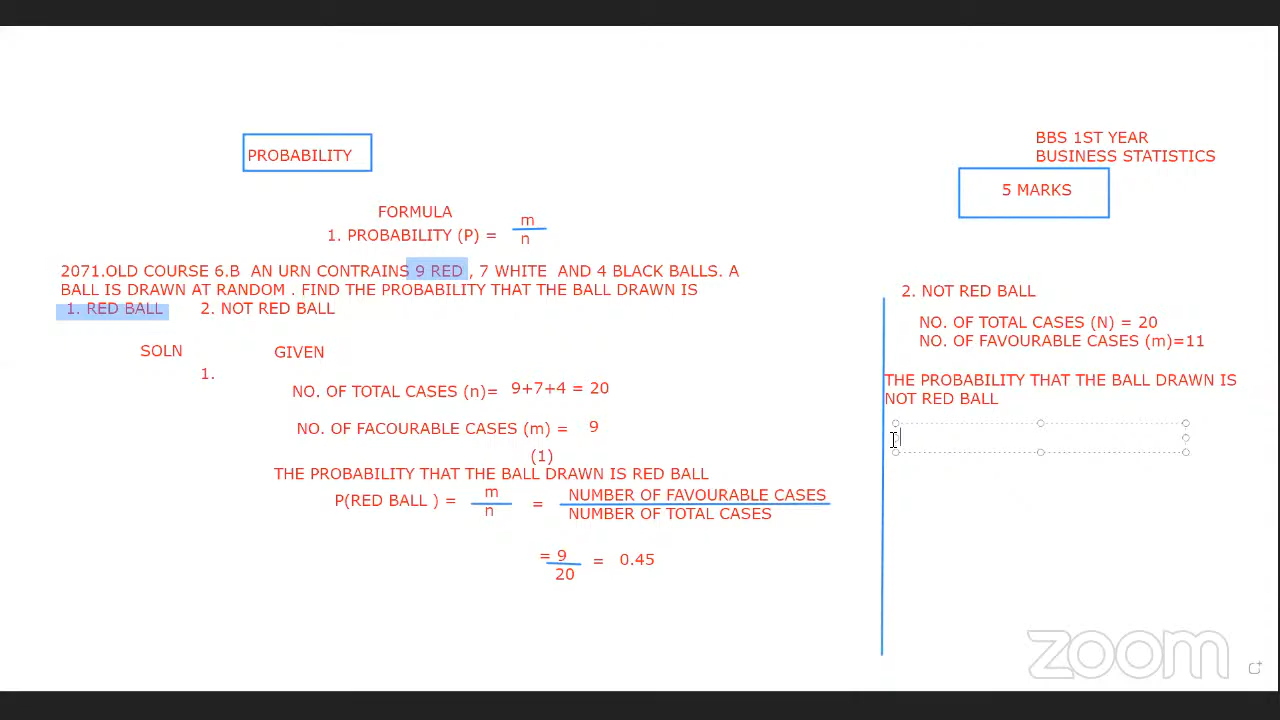 PROBABILITY
BBS 1ST YEAR
BUSINESS STATISTICS
5 MARKS
FORMULA
1. PROBABILITY (P) = m
n
2071.OLD COURSE 6.B AN URN CONTRAINS 9 RED , 7 WHITE AND 4 BLACK BALLS. A
BALL IS DRAWN AT RANDOM . FIND THE PROBABILITY THAT THE BALL DRAWN IS
1. RED BALL 2. NOT RED BALL
SOLN GIVEN
1.
NO. OF TOTAL CASES (n)= 9+7+4 = 20
NO. OF FACOURABLE CASES (m) = 9
(1)
THE PROBABILITY THAT THE BALL DRAWN IS RED BALL
P(RED BALL ) = m = NUMBER OF FAVOURABLE CASES
n NUMBER OF TOTAL CASES
= 9 = 0.45
20
2. NOT RED BALL
NO. OF TOTAL CASES (N) = 20
NO. OF FAVOURABLE CASES (m)=11
THE PROBABILITY THAT THE BALL DRAWN IS
NOT RED BALL
zoom